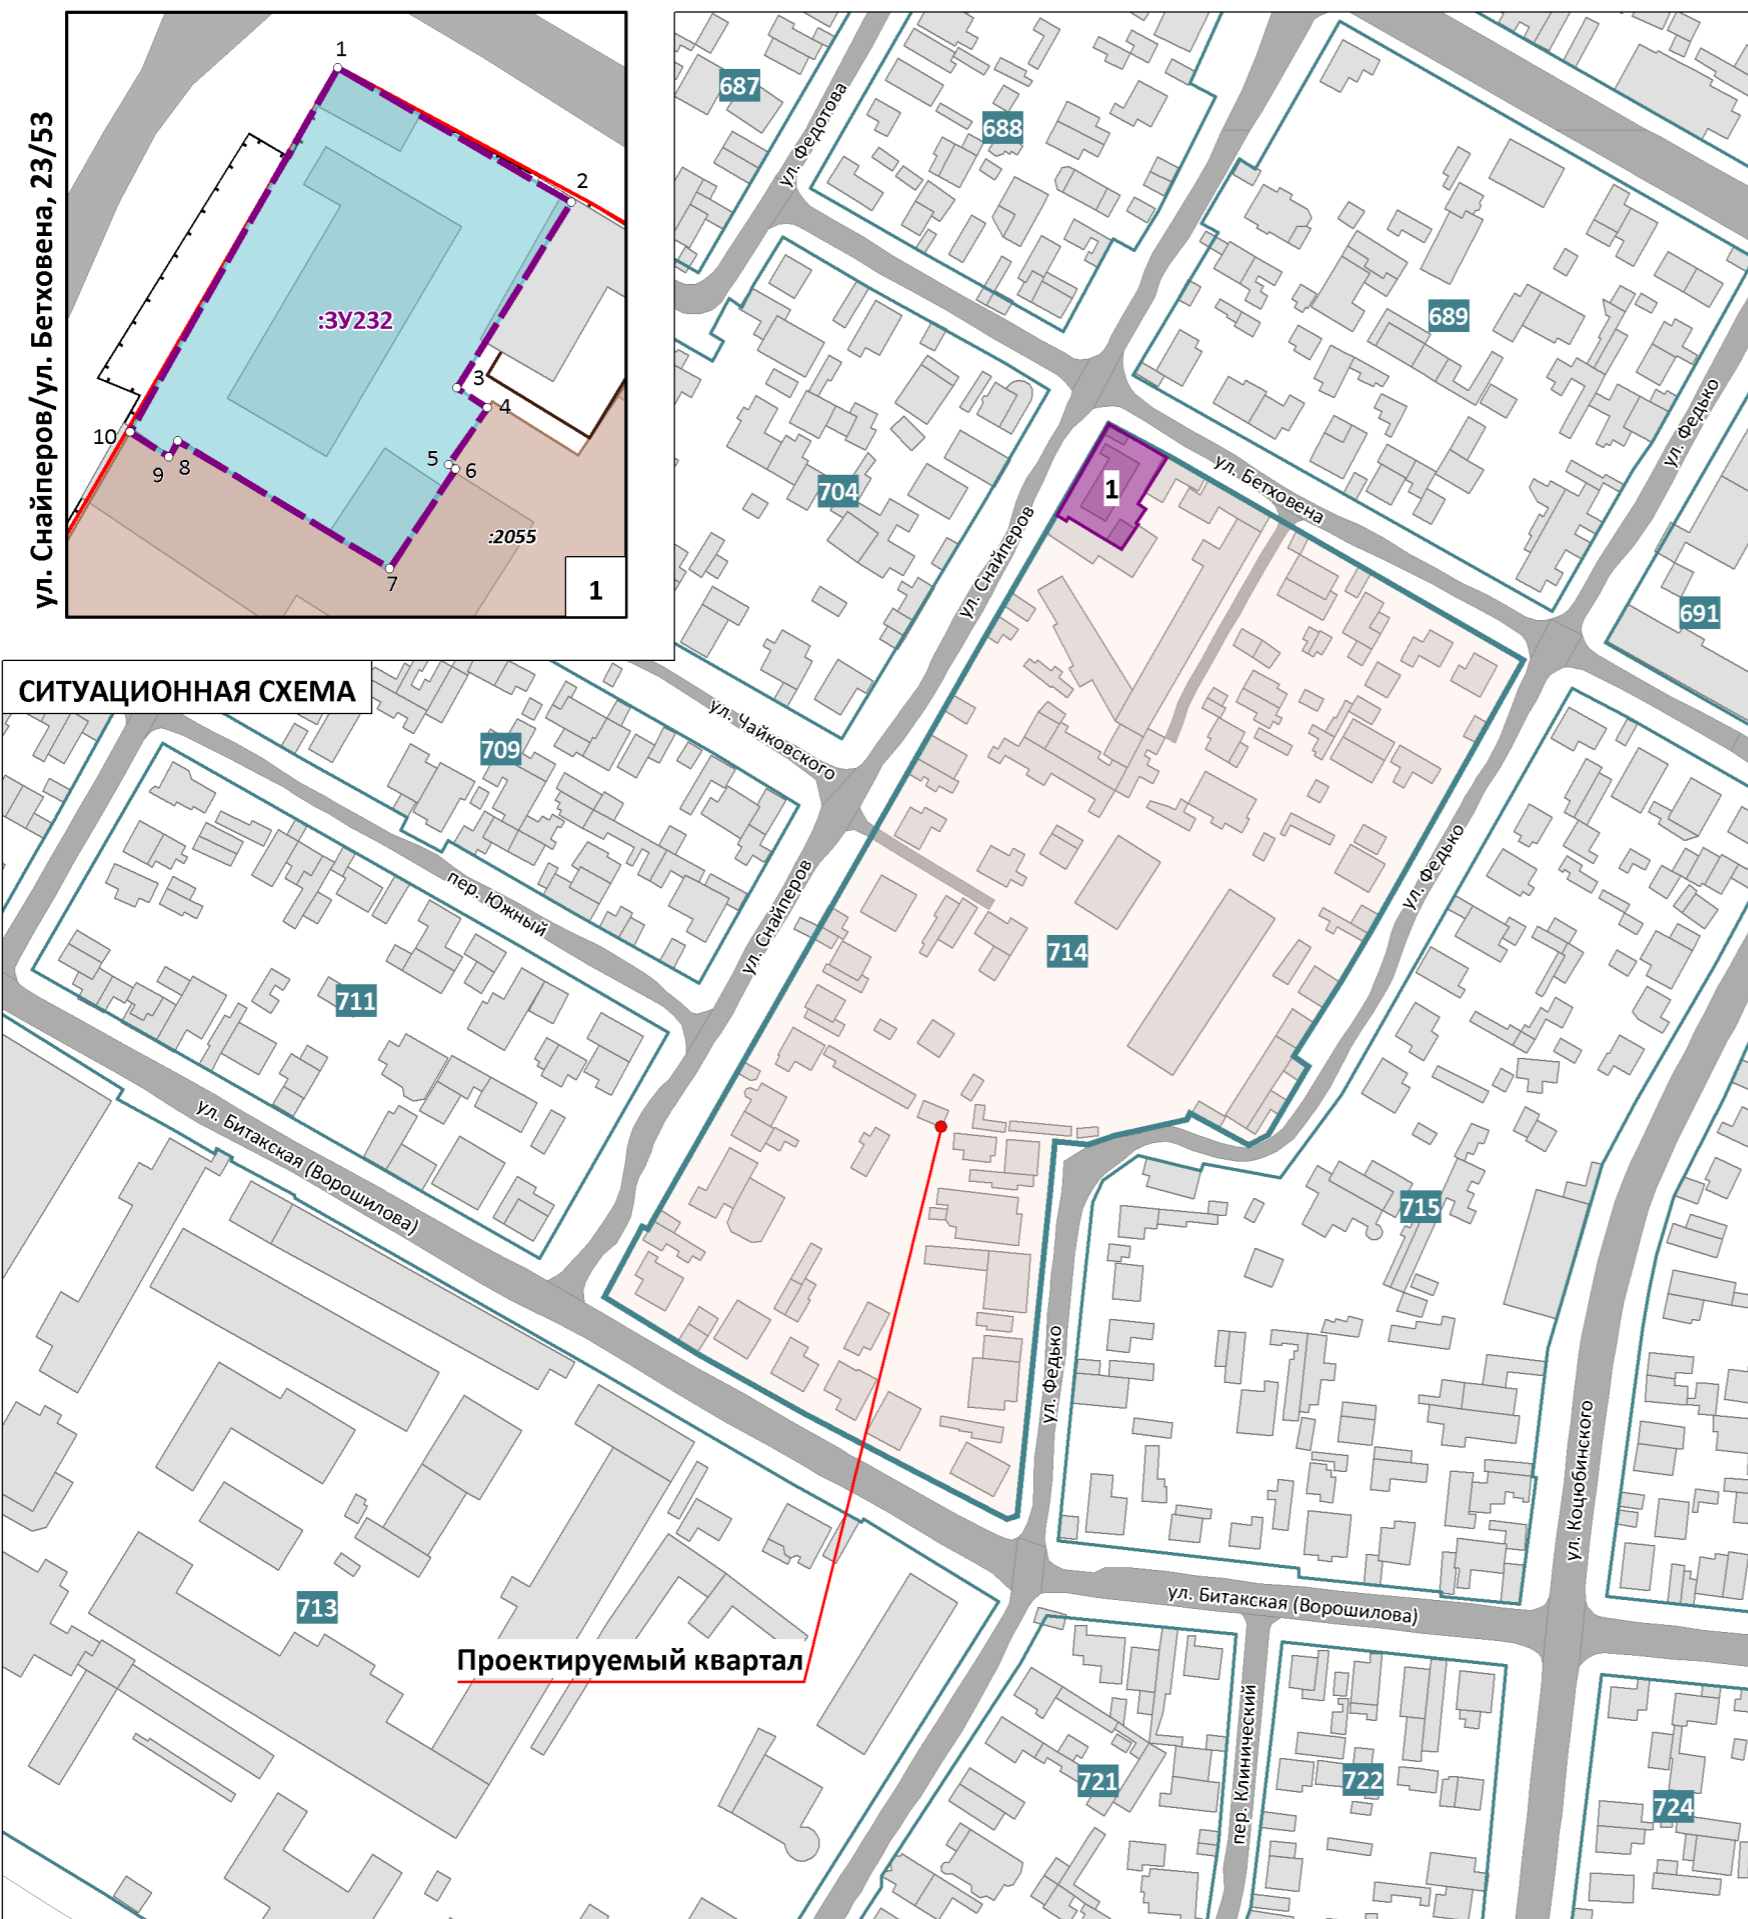 ул. Снайперов/ул. Бетховена, 23/53
1
2
:ЗУ232
3
4
10
5
6
9
8
:2055
7
1
СИТУАЦИОННАЯ СХЕМА
687
ул. Федотова
688
689
ул. Федько
704
1
ул. Бетховена
ул. Снайперов
691
ул. Чайковского
709
ул. Федько
пер. Южный
ул. Снайперов
714
711
ул. Битакская (Ворошилова)
715
ул. Федько
ул. Коцюбинского
713
ул. Битакская (Ворошилова)
Проектируемый квартал
пер. Клинический
721
722
724